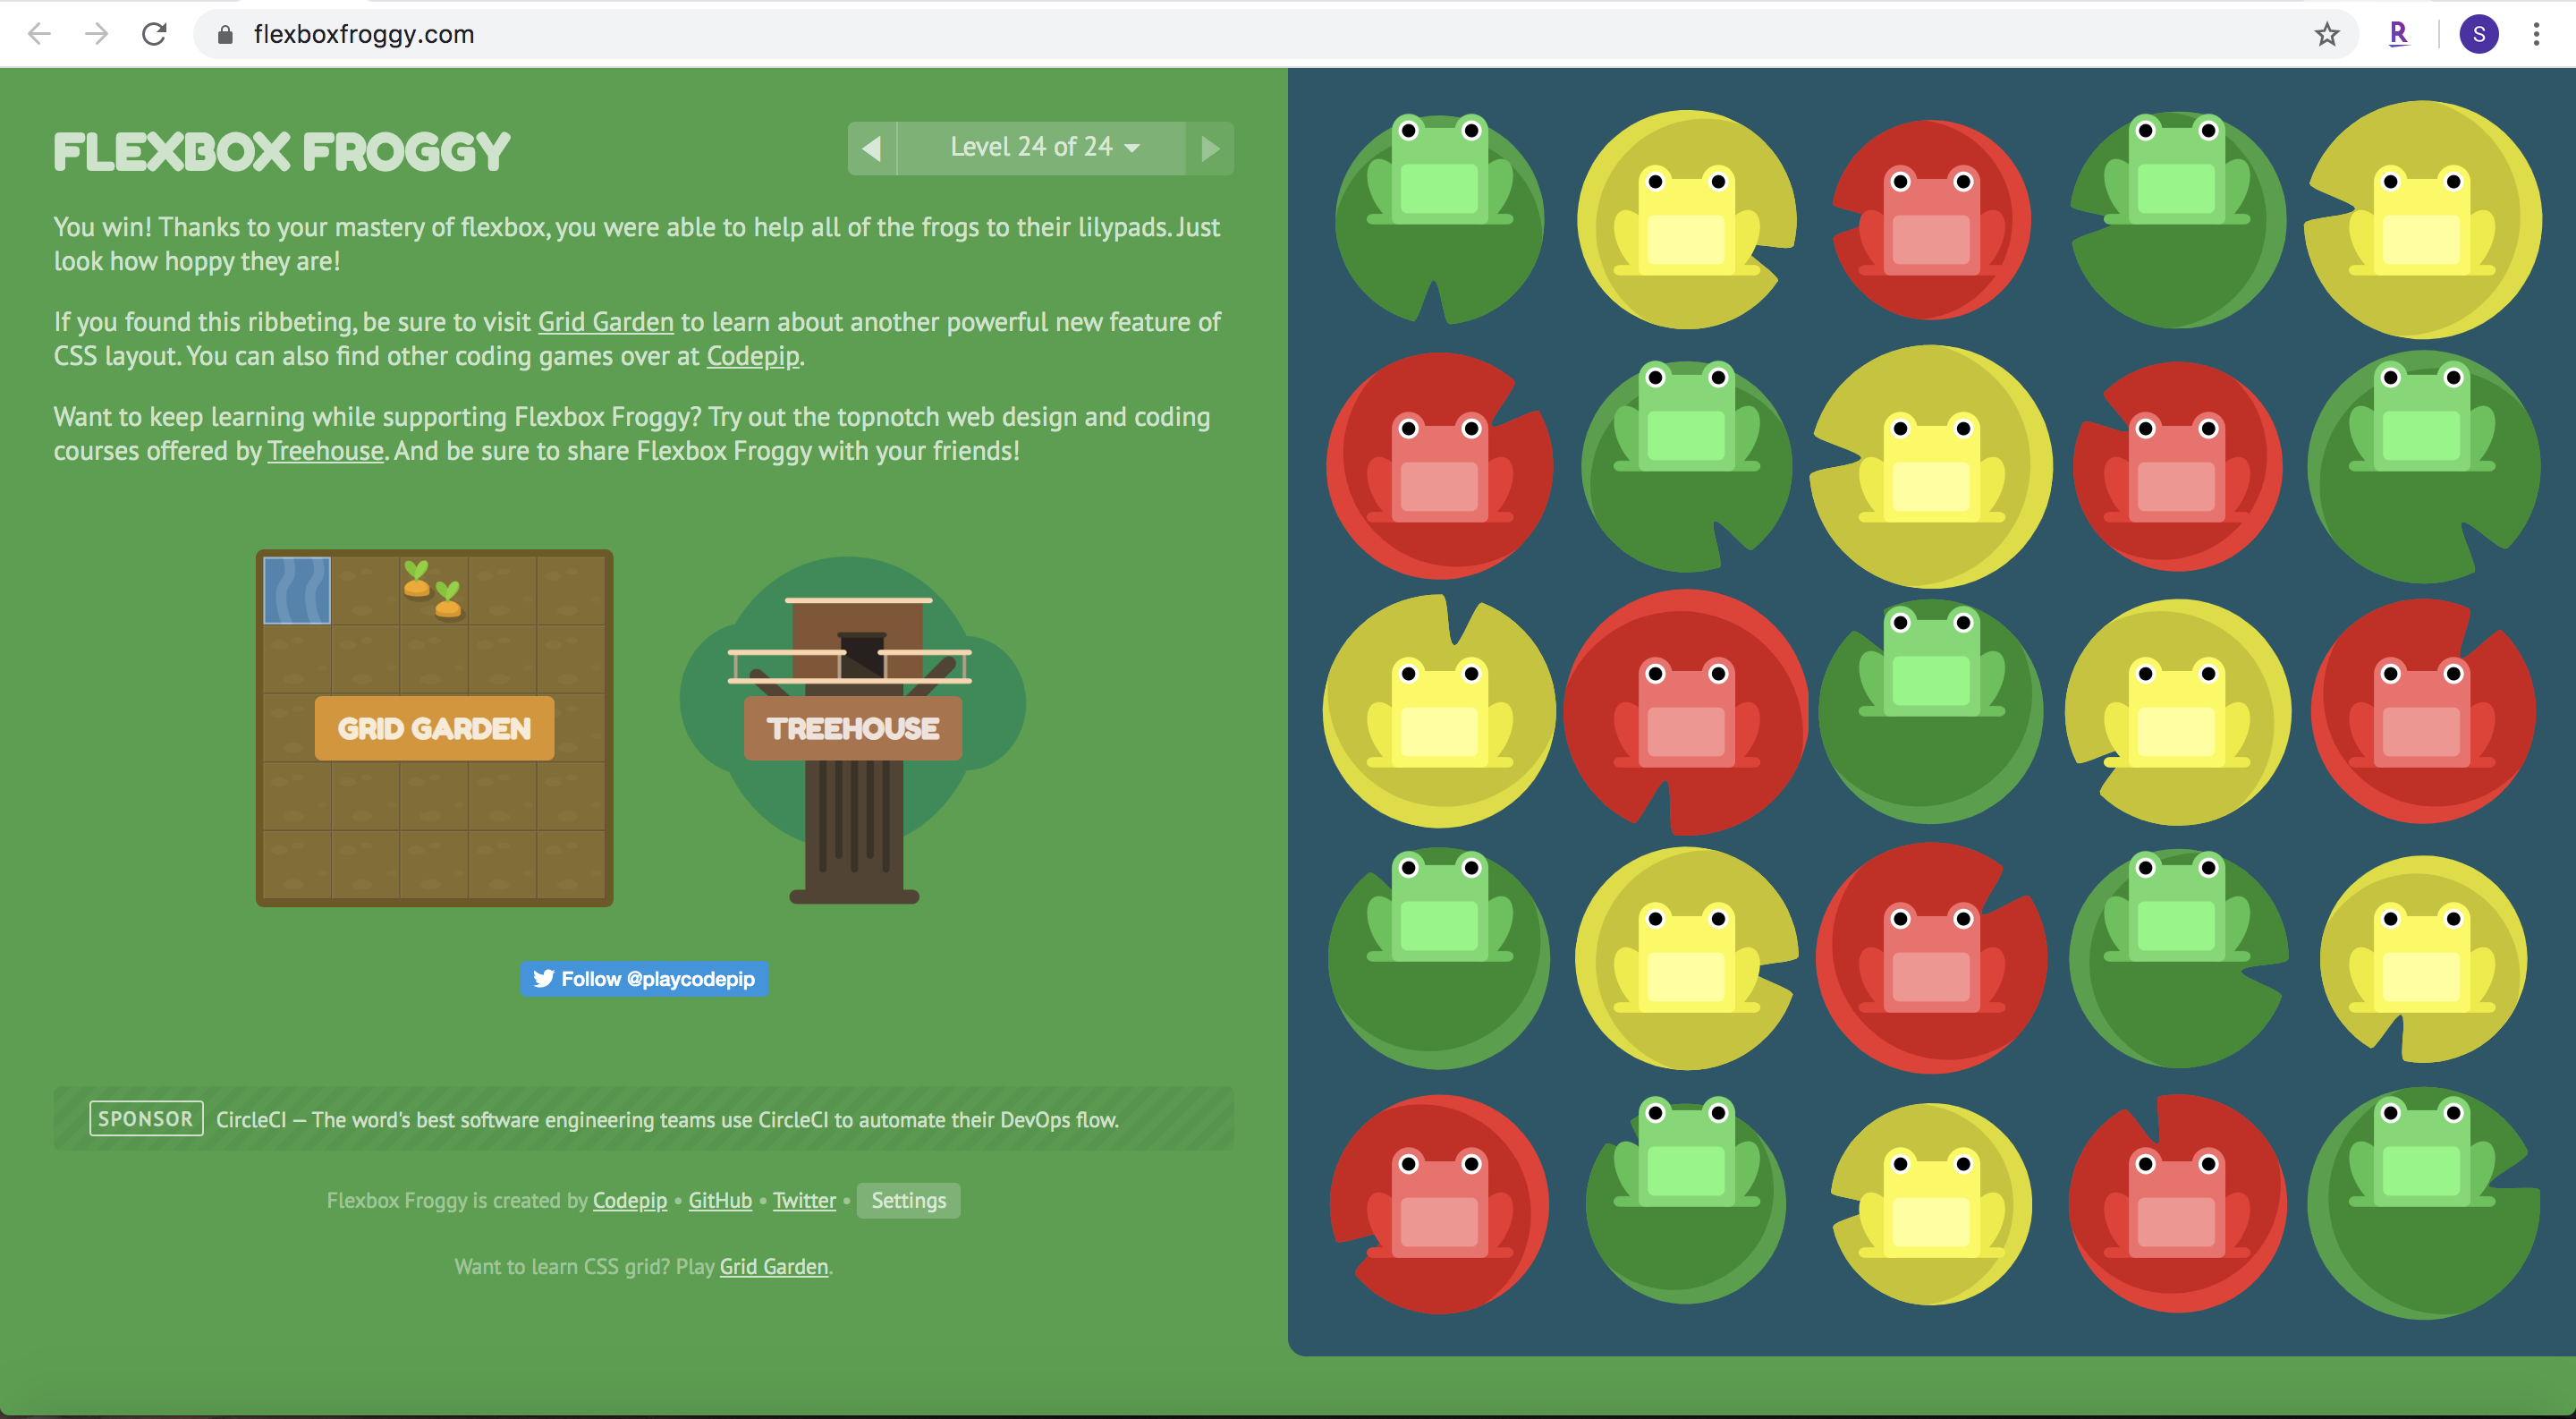 flexboxfroggy.com
R
S
FLEXBOX FROGGY
Level 24 of 24
You win! Thanks to your mastery of flexbox, you were able to help all of the frogs to their lilypads. Just
look how hoppy they are!
If you found this ribbeting, be sure to visit Grid Garden to learn about another powerful new feature of
CSS layout. You can also find other coding games over at Codepip.
Want to keep learning while supporting Flexbox Froggy? Try out the topnotch web design and coding
courses offered by Treehouse. And be sure to share Flexbox Froggy with your friends!
GRID GARDEN
TREEHOUSE
Follow @playcodepip
SPONSOR CircleCI — The word's best software engineering teams use CircleCI to automate their DevOps flow.
Flexbox Froggy is created by Codepip • GitHub • Twitter • Settings
Want to learn CSS grid? Play Grid Garden.